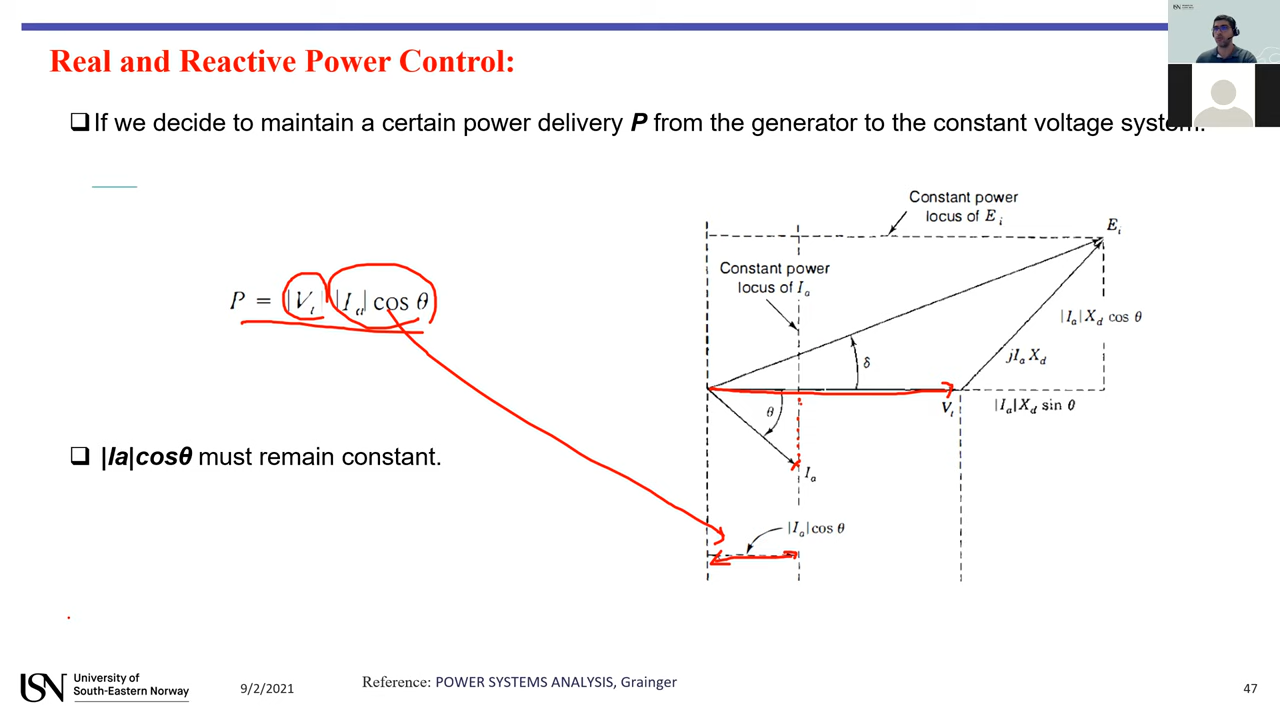 Real and Reactive Power Control:
❑ If we decide to maintain a certain power delivery P from the generator to the constant voltage system.
P = |V_t| |I_a| cos θ
❑ |Ia|cosθ must remain constant.
Constant power
locus of E_i
E_i
Constant power
locus of I_a
|I_a|X_d cos θ
jI_a X_d
δ
θ
V_t
|I_a|X_d sin θ
I_a
|I_a|cos θ
USN
University of
South-Eastern Norway
9/2/2021
Reference: POWER SYSTEMS ANALYSIS, Grainger
47